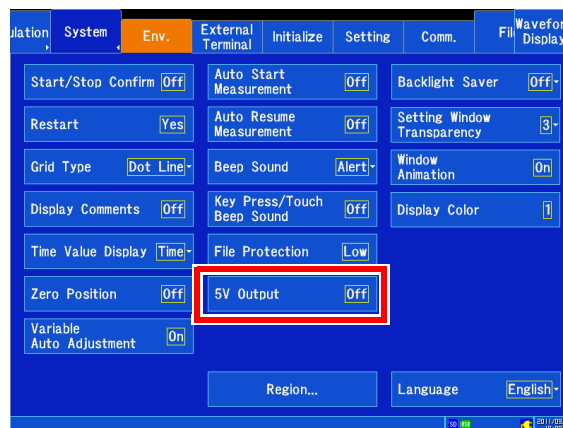 ulation
System
Env.
External
Terminal
Initialize
Setting
Comm.
Fil
Wavefor
Display
Start/Stop Confirm Off
Auto Start
Measurement Off
Backlight Saver Off
Restart Yes
Auto Resume
Measurement Off
Setting Window
Transparency 3
Grid Type Dot Line
Beep Sound Alert
Window
Animation On
Display Comments Off
Key Press/Touch
Beep Sound Off
Display Color 1
Time Value Display Time
File Protection Low
Zero Position Off
5V Output Off
Variable
Auto Adjustment On
Region...
Language English
SD